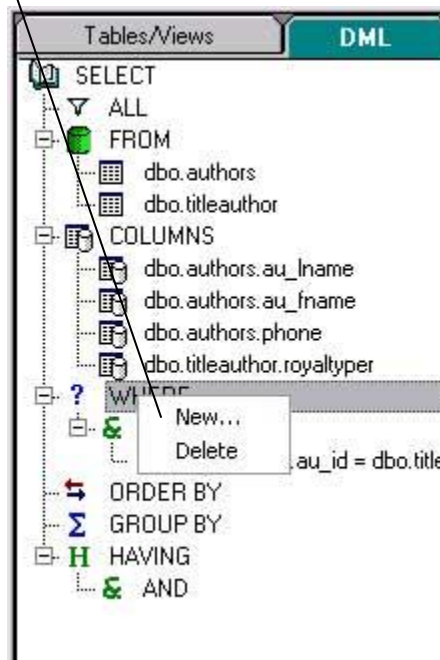 Tables/Views DML
SELECT
ALL
FROM
dbo.authors
dbo.titleauthor
COLUMNS
dbo.authors.au_lname
dbo.authors.au_fname
dbo.authors.phone
dbo.titleauthor.royaltyper
? WHERE
New...
&
Delete
.au_id = dbo.title
ORDER BY
Σ GROUP BY
H HAVING
& AND